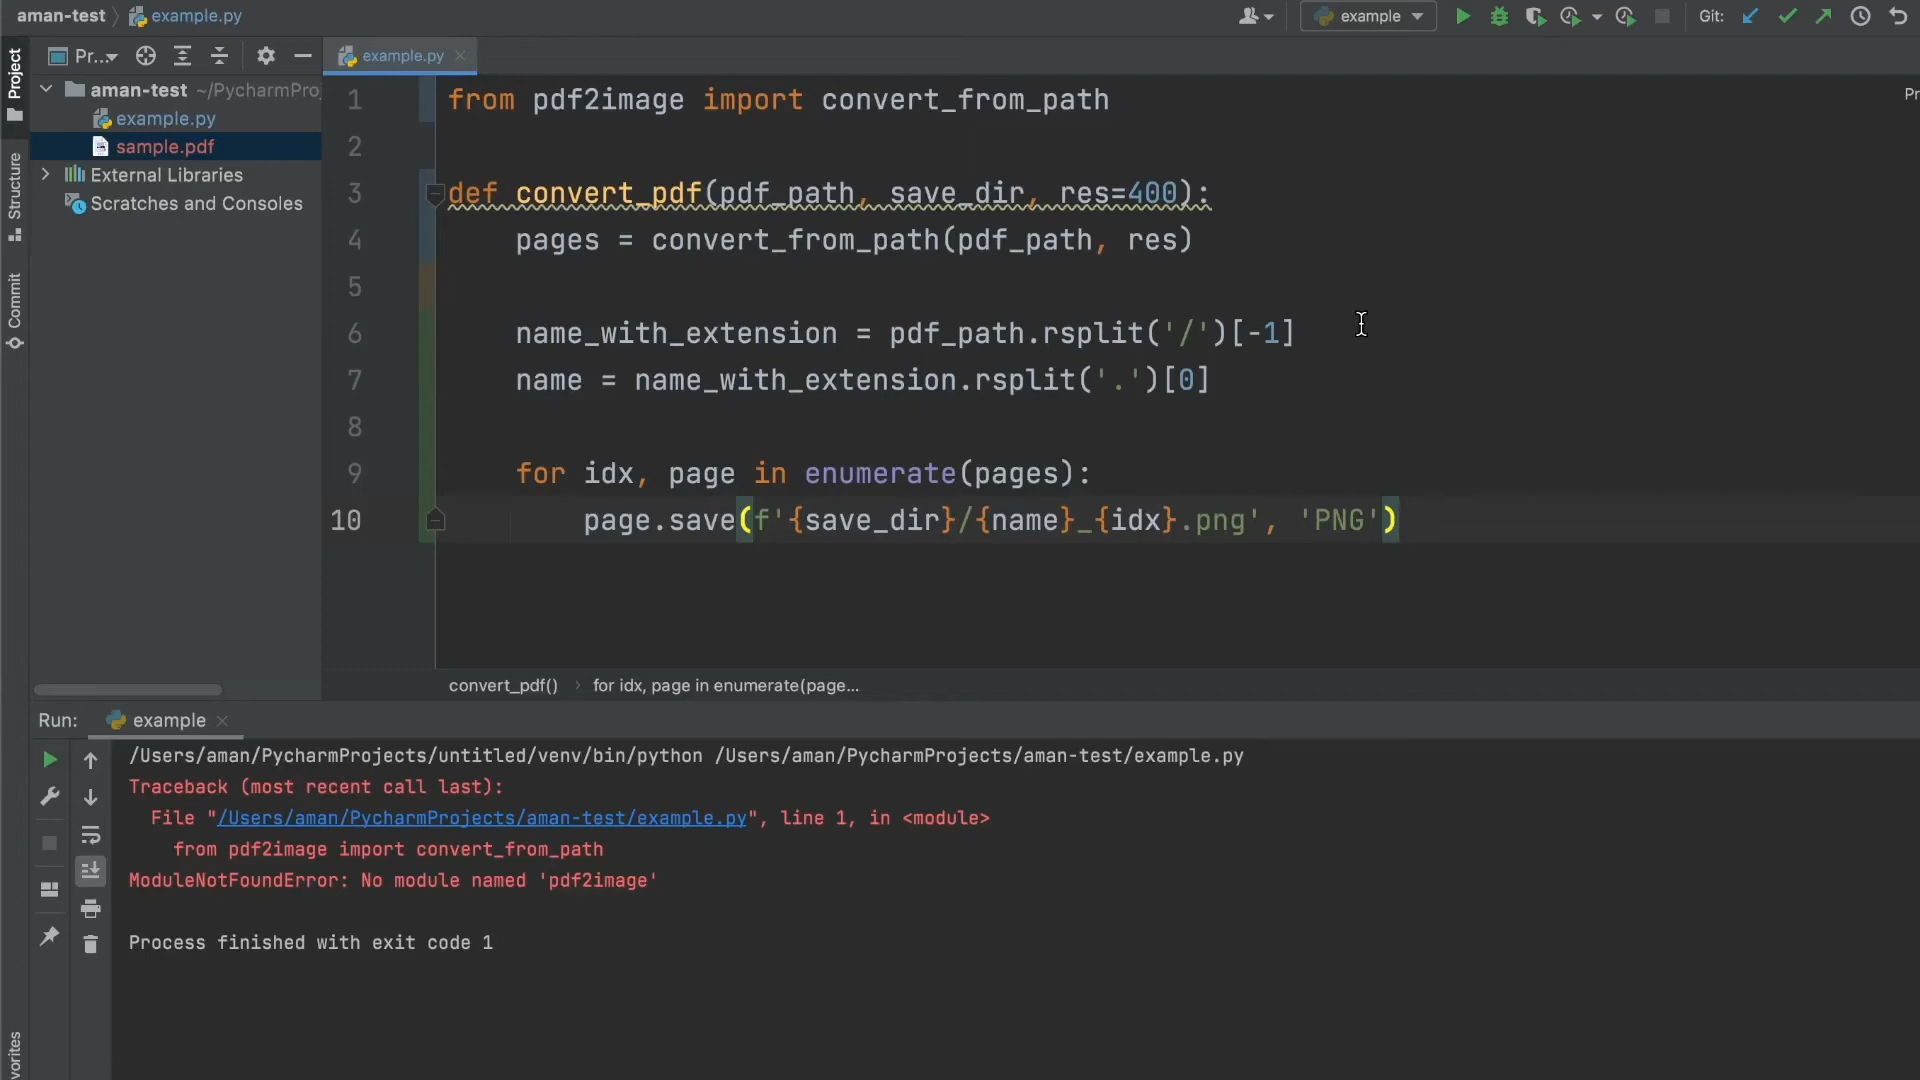 aman-test
example.py
example
Git:
Project
Pr...
example.py
aman-test ~/PycharmPro
example.py
sample.pdf
External Libraries
Scratches and Consoles
Structure
Commit
Pr
1 from pdf2image import convert_from_path
2
3 def convert_pdf(pdf_path, save_dir, res=400):
4 pages = convert_from_path(pdf_path, res)
5
6 name_with_extension = pdf_path.rsplit('/')[-1]
7 name = name_with_extension.rsplit('.')[0]
8
9 for idx, page in enumerate(pages):
10 page.save(f'{save_dir}/{name}_{idx}.png', 'PNG')
convert_pdf() for idx, page in enumerate(page...
Run: example
/Users/aman/PycharmProjects/untitled/venv/bin/python /Users/aman/PycharmProjects/aman-test/example.py
Traceback (most recent call last):
File "/Users/aman/PycharmProjects/aman-test/example.py", line 1, in <module>
from pdf2image import convert_from_path
ModuleNotFoundError: No module named 'pdf2image'
Process finished with exit code 1
vorites